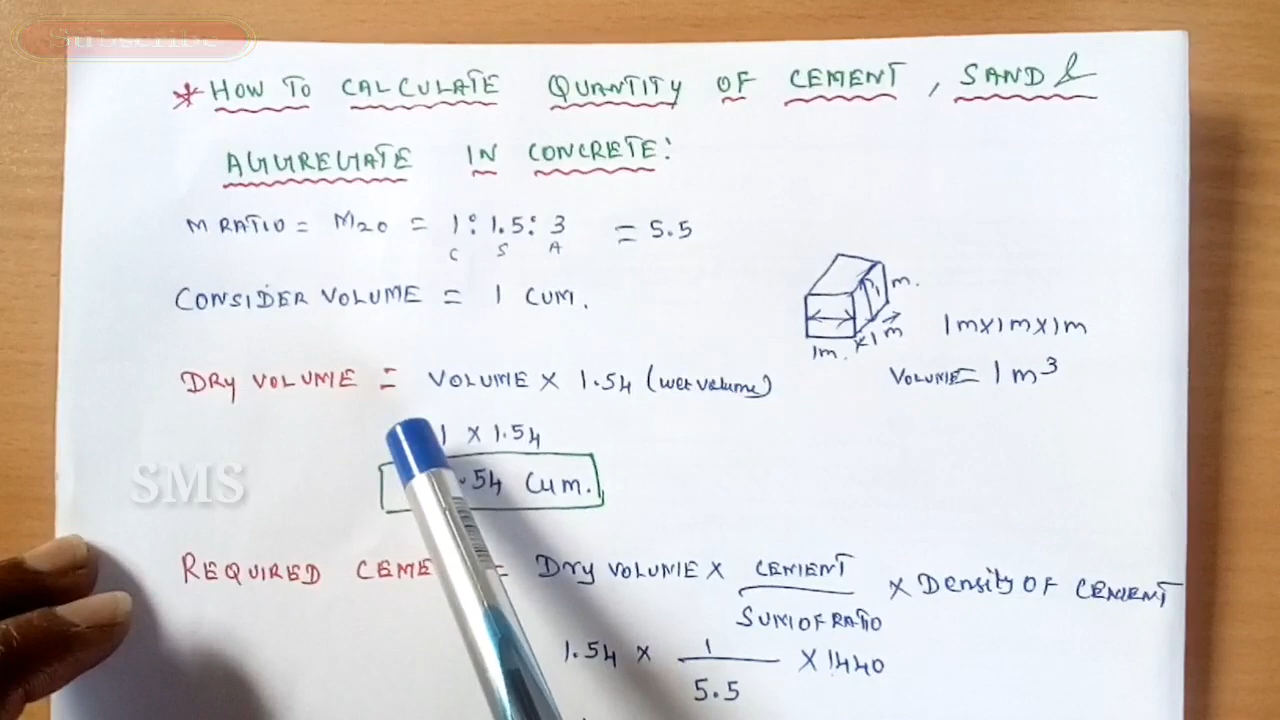 Subscribe
* HOW TO CALCULATE QUANTITY OF CEMENT, SAND &
AGGREGATE IN CONCRETE:
M RATIO = M20 = 1 : 1.5 : 3 = 5.5
C S A
CONSIDER VOLUME = 1 CUM.
1m.
1m. × 1m
1m×1m×1m
VOLUME = 1 m³
DRY VOLUME = VOLUME × 1.54 (wet volume)
1 × 1.54
.54 CUM.
SMS
REQUIRED CEME = DRY VOLUME × CEMENT × Density OF CEMENT
SUM OF RATIO
1.54 × 1 × 1440
5.5